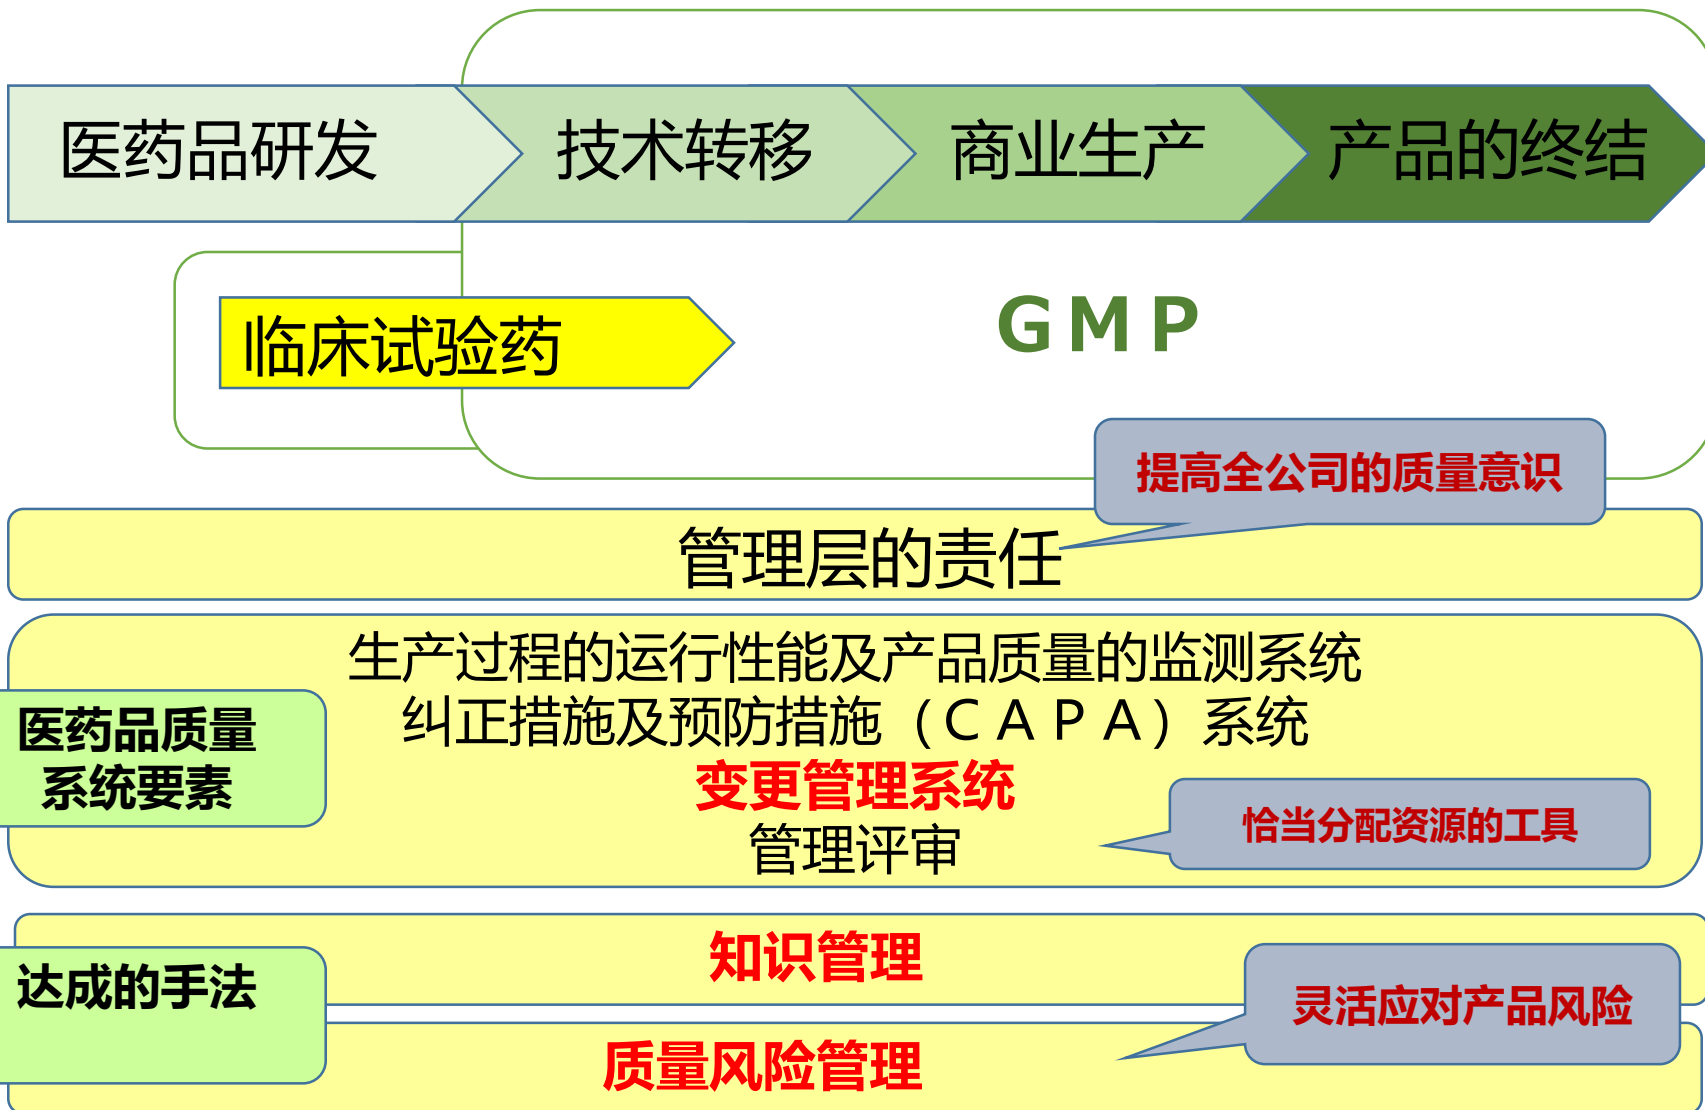 医药品研发
技术转移
商业生产
产品的终结
临床试验药
ＧＭＰ
提高全公司的质量意识
管理层的责任
生产过程的运行性能及产品质量的监测系统
纠正措施及预防措施（ＣＡＰＡ）系统
变更管理系统
管理评审
医药品质量
系统要素
恰当分配资源的工具
知识管理
达成的手法
灵活应对产品风险
质量风险管理